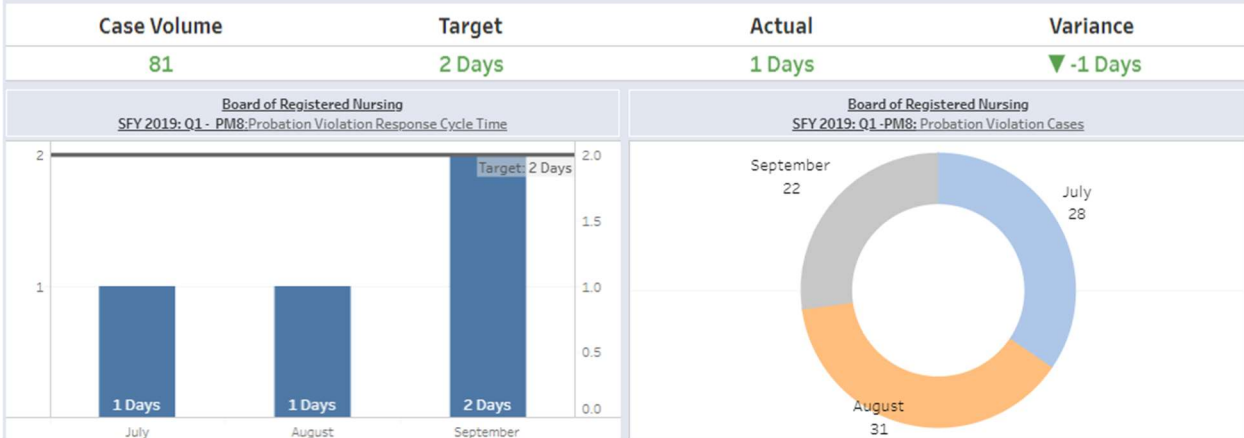 Case Volume Target Actual Variance
81 2 Days 1 Days ▼ -1 Days
Board of Registered Nursing
SFY 2019: Q1 - PM8:Probation Violation Response Cycle Time
2 2.0
Target: 2 Days
1.5
1 1.0
0.5
1 Days 1 Days 2 Days 0.0
July August September
Board of Registered Nursing
SFY 2019: Q1 -PM8: Probation Violation Cases
September
22
July
28
August
31